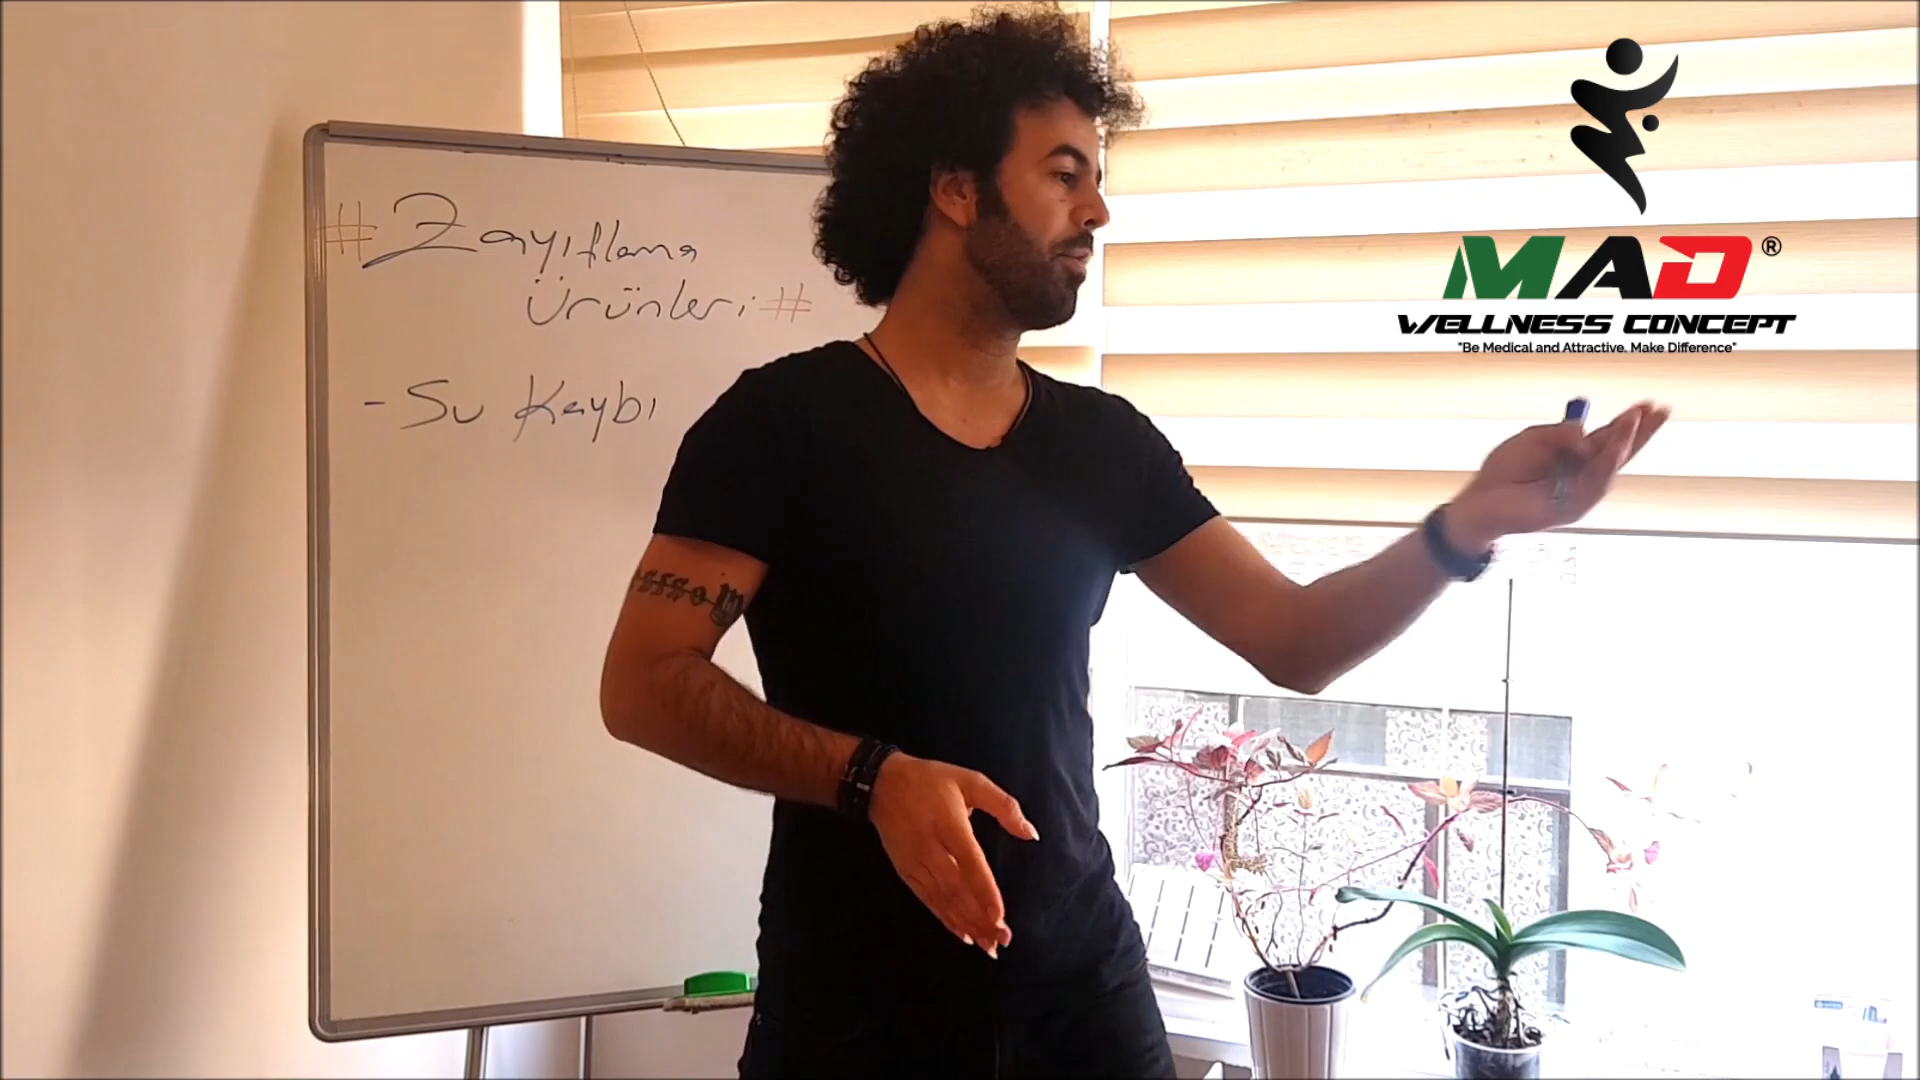 # Zayıflama
Ürünleri #
- Su Kaybı
MAD®
WELLNESS CONCEPT
"Be Medical and Attractive. Make Difference"